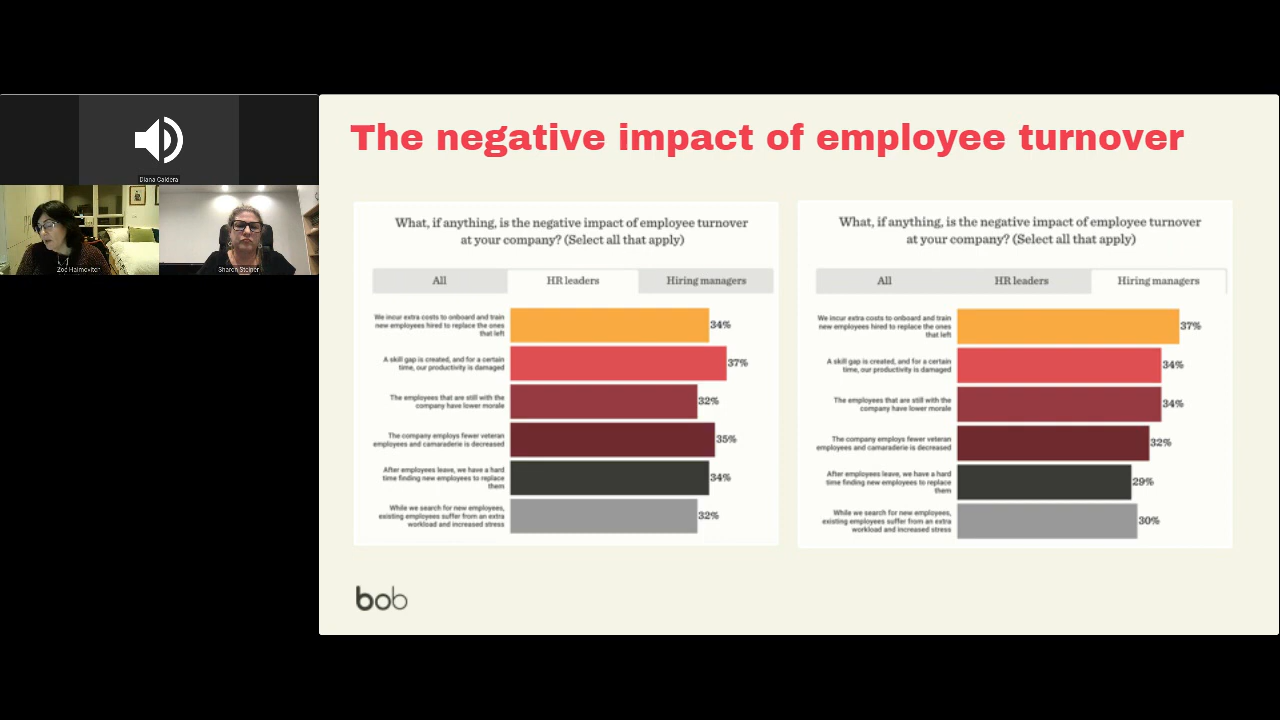 Diana Caldera
Zoe Haimovitch
Sharon Steiner
The negative impact of employee turnover
What, if anything, is the negative impact of employee turnover
at your company? (Select all that apply)
All
HR leaders
Hiring managers
We incur extra costs to onboard and train
new employees hired to replace the ones
that left
34%
A skill gap is created, and for a certain
time, our productivity is damaged
37%
The employees that are still with the
company have lower morale
32%
The company employs fewer veteran
employees and camaraderie is decreased
35%
After employees leave, we have a hard
time finding new employees to replace
them
34%
While we search for new employees,
existing employees suffer from an extra
workload and increased stress
32%
What, if anything, is the negative impact of employee turnover
at your company? (Select all that apply)
All
HR leaders
Hiring managers
We incur extra costs to onboard and train
new employees hired to replace the ones
that left
37%
A skill gap is created, and for a certain
time, our productivity is damaged
34%
The employees that are still with the
company have lower morale
34%
The company employs fewer veteran
employees and camaraderie is decreased
32%
After employees leave, we have a hard
time finding new employees to replace
them
29%
While we search for new employees,
existing employees suffer from an extra
workload and increased stress
30%
bob